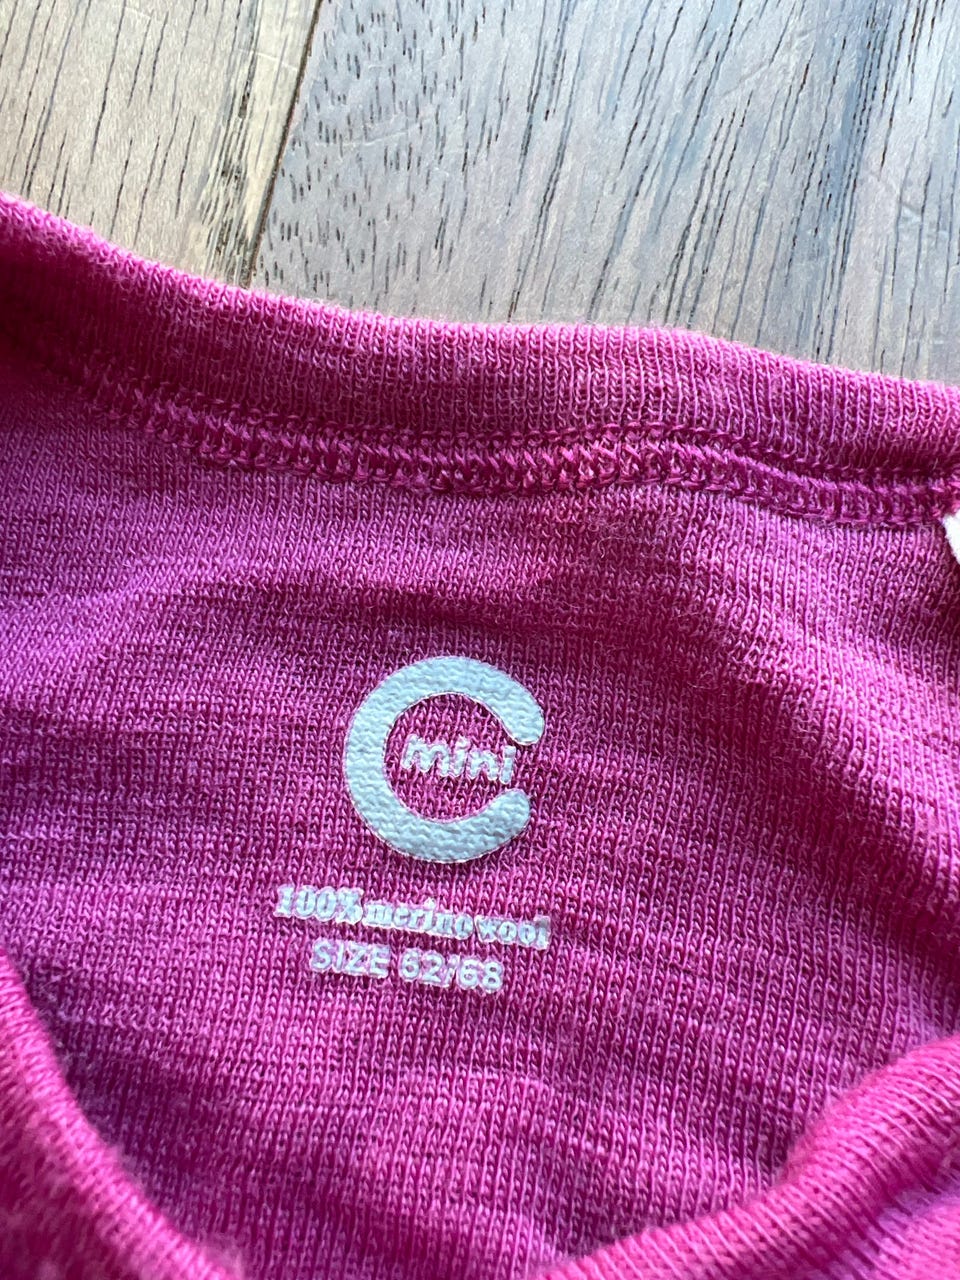 C
mini
100% merino wool
SIZE 62/68